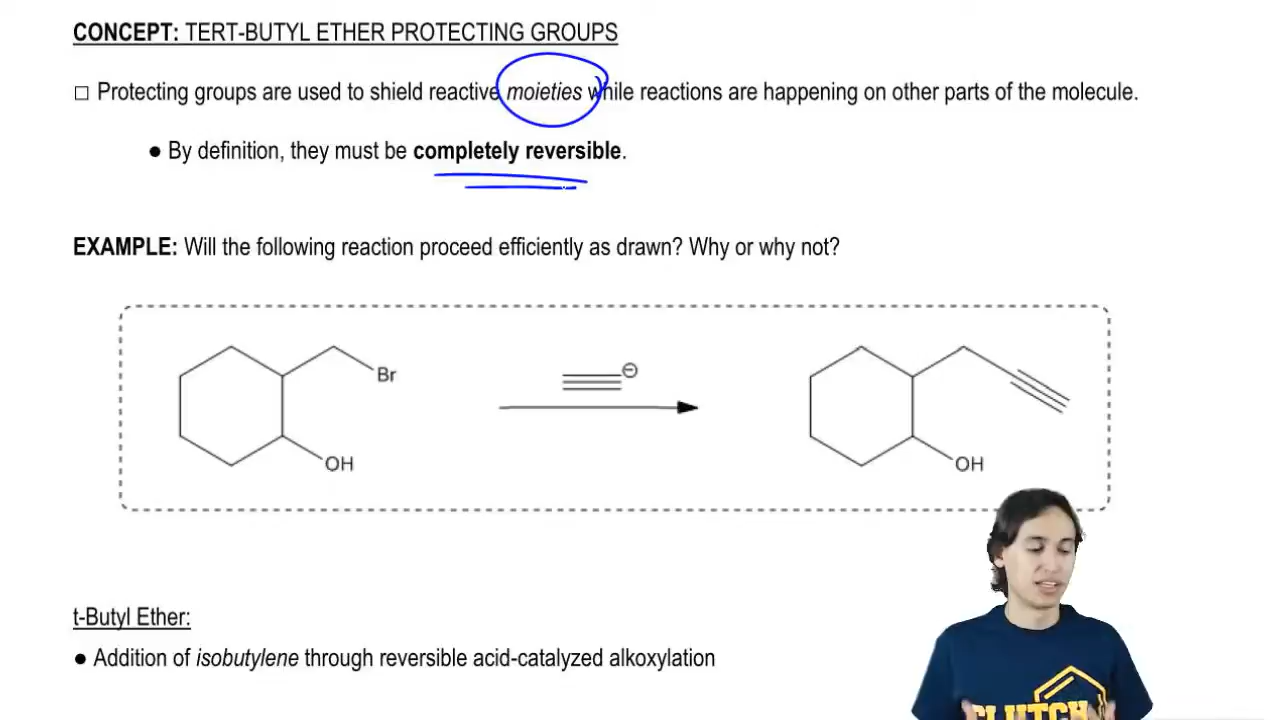 CONCEPT: TERT-BUTYL ETHER PROTECTING GROUPS
□ Protecting groups are used to shield reactive moieties while reactions are happening on other parts of the molecule.
● By definition, they must be completely reversible.
EXAMPLE: Will the following reaction proceed efficiently as drawn? Why or why not?
Br
OH
⊖
OH
t-Butyl Ether:
● Addition of isobutylene through reversible acid-catalyzed alkoxylation
CLUTCH